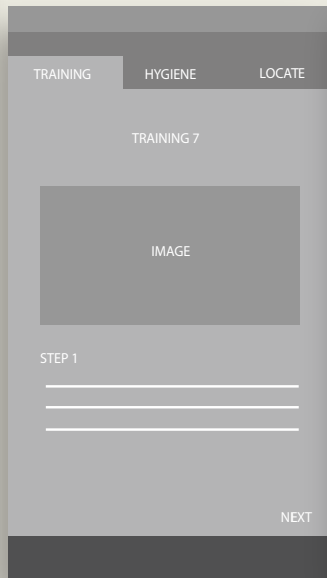 TRAINING HYGIENE LOCATE
TRAINING 7
IMAGE
STEP 1
NEXT